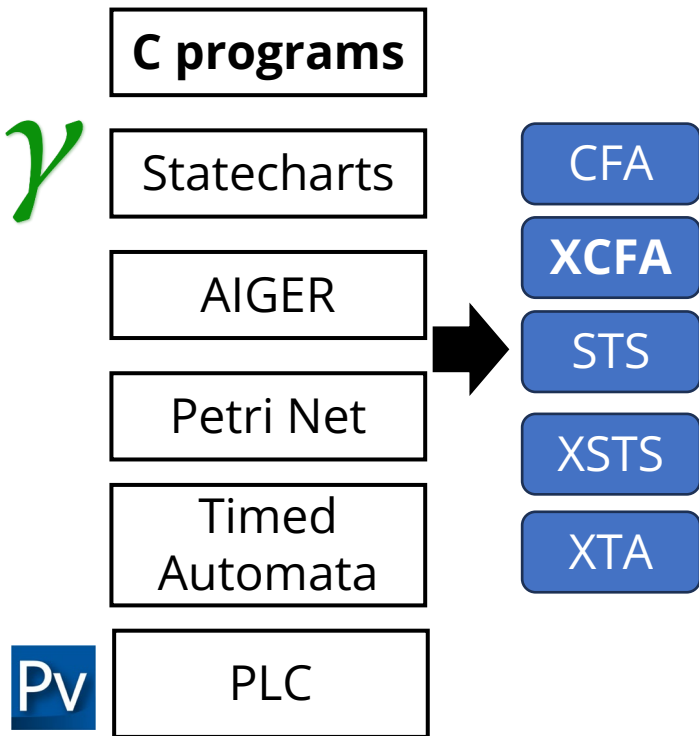 C programs
γ
Statecharts
AIGER
Petri Net
Timed
Automata
Pv
PLC
CFA
XCFA
STS
XSTS
XTA